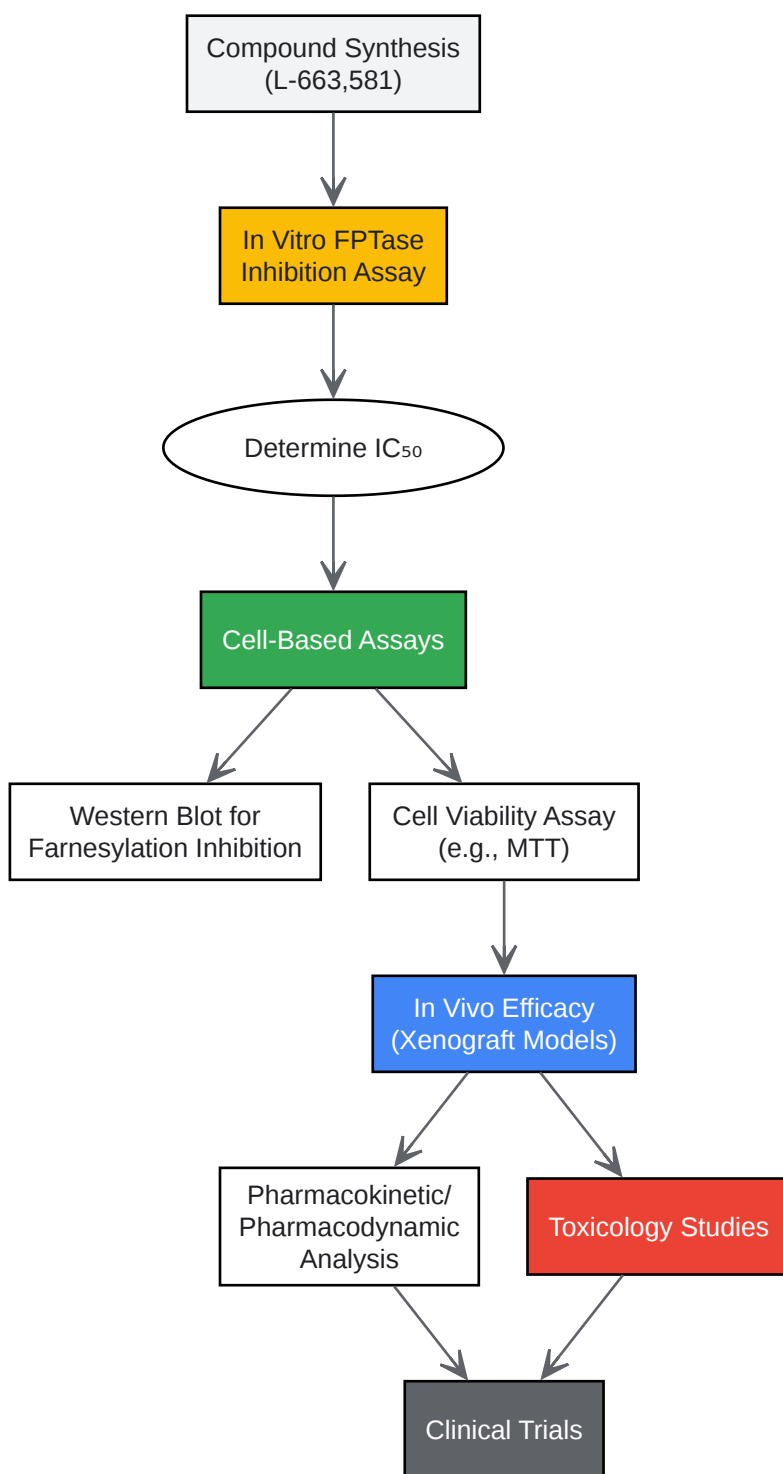 Compound Synthesis
(L-663,581)
In Vitro FPTase
Inhibition Assay
Determine IC₅₀
Cell-Based Assays
Western Blot for
Farnesylation Inhibition
Cell Viability Assay
(e.g., MTT)
In Vivo Efficacy
(Xenograft Models)
Pharmacokinetic/
Pharmacodynamic
Analysis
Toxicology Studies
Clinical Trials